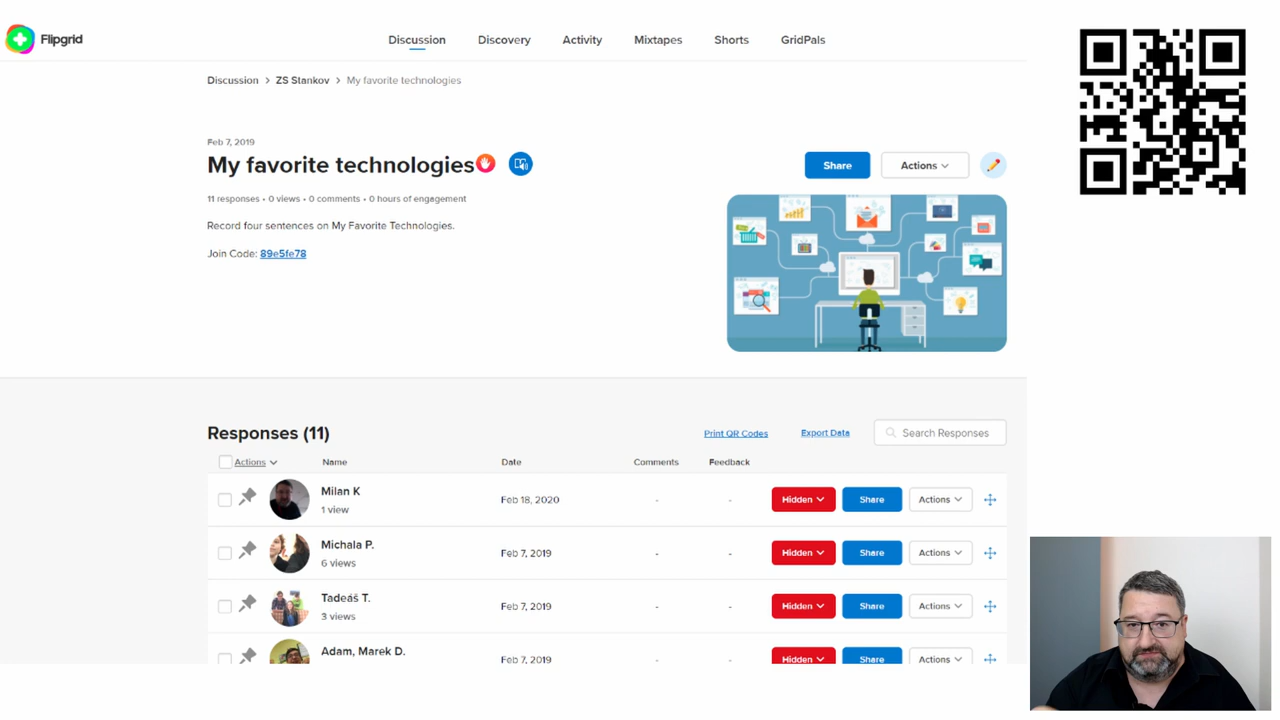 Flipgrid
Discussion Discovery Activity Mixtapes Shorts GridPals
Discussion > ZS Stankov > My favorite technologies
Feb 7, 2019
My favorite technologies
Share Actions
11 responses • 0 views • 0 comments • 0 hours of engagement
Record four sentences on My Favorite Technologies.
Join Code: 89e5fe78
Responses (11)
Print QR Codes Export Data Search Responses
Actions Name Date Comments Feedback
Milan K
1 view
Feb 18, 2020 - - Hidden Share Actions
Michala P.
6 views
Feb 7, 2019 - - Hidden Share Actions
Tadeáš T.
3 views
Feb 7, 2019 - - Hidden Share Actions
Adam, Marek D.
Feb 7, 2019 - - Hidden Share Actions